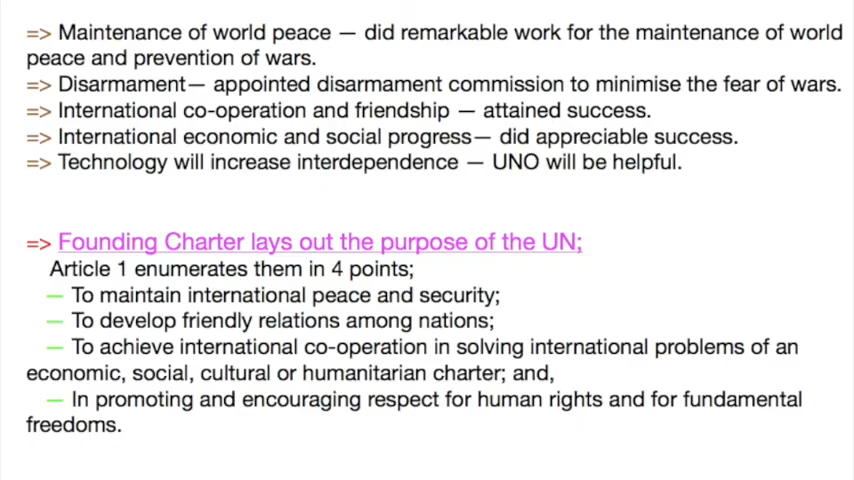 => Maintenance of world peace — did remarkable work for the maintenance of world
peace and prevention of wars.
=> Disarmament— appointed disarmament commission to minimise the fear of wars.
=> International co-operation and friendship — attained success.
=> International economic and social progress— did appreciable success.
=> Technology will increase interdependence — UNO will be helpful.
=> Founding Charter lays out the purpose of the UN;
Article 1 enumerates them in 4 points;
— To maintain international peace and security;
— To develop friendly relations among nations;
— To achieve international co-operation in solving international problems of an
economic, social, cultural or humanitarian charter; and,
— In promoting and encouraging respect for human rights and for fundamental
freedoms.